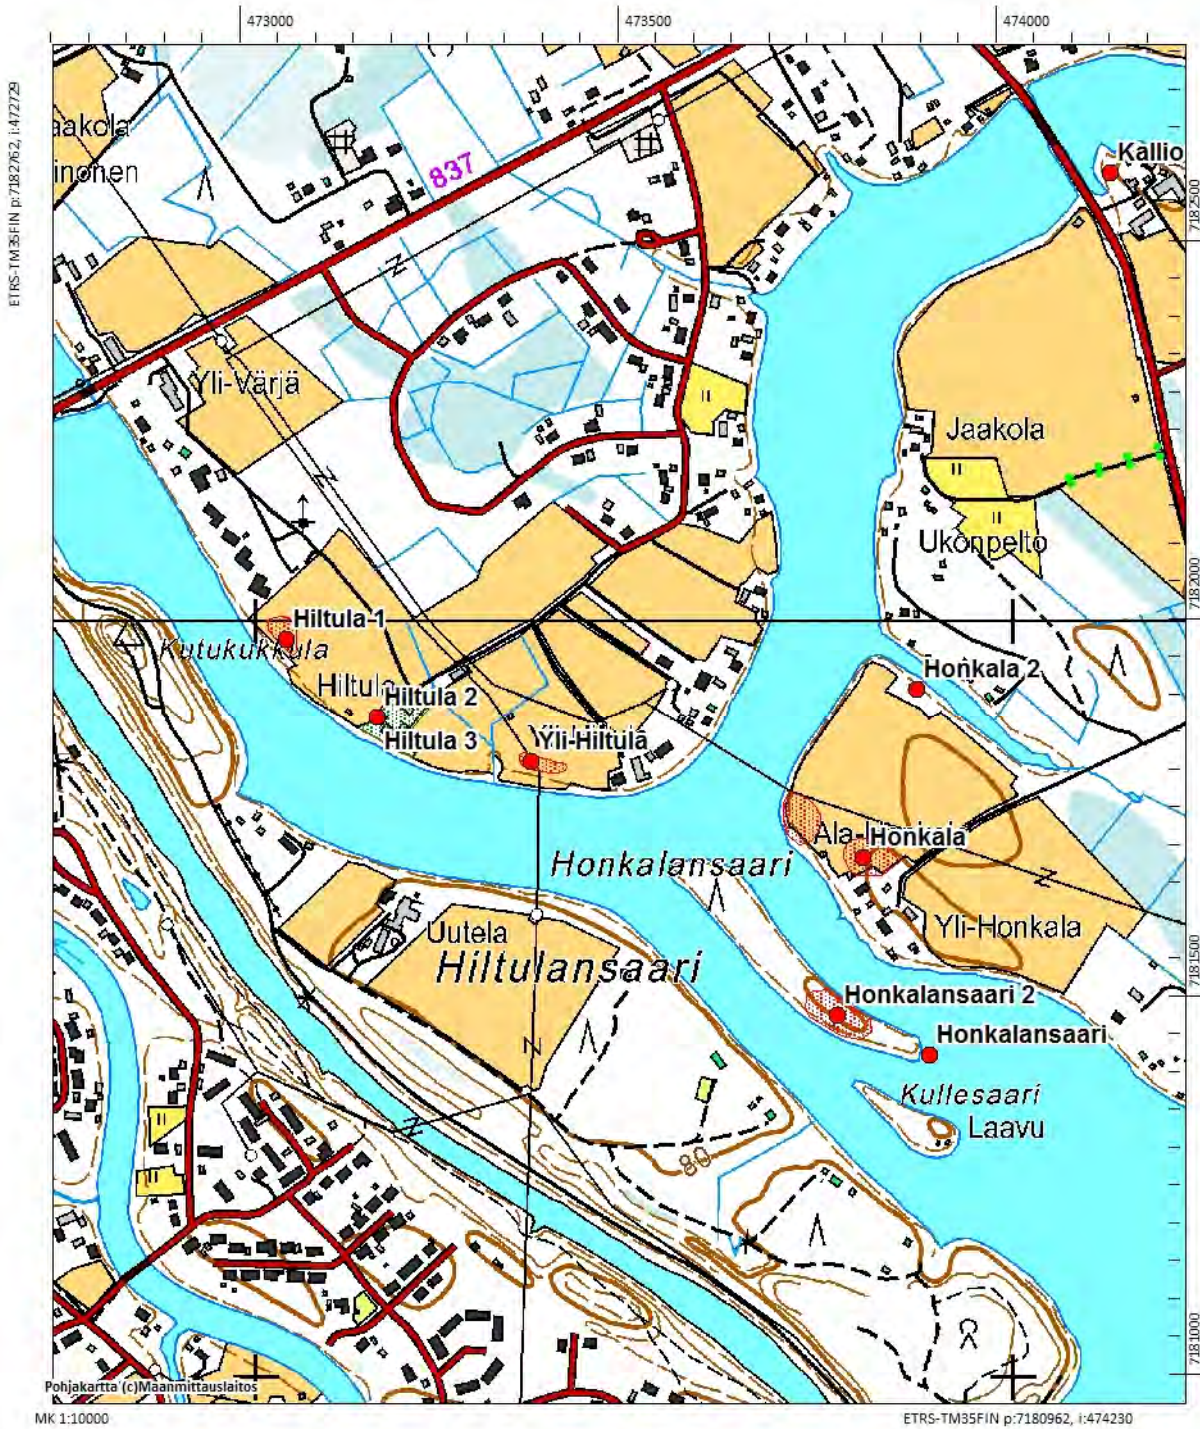 473000
473500
474000
ETRS-TM35FIN p:7182762, i:472729
aakola
inonen
837
Kallio
7182500
Yli-Värjä
Jaakola
Ukonpelto
7182000
Hiltula 1
Kutukukkula
Hiltula
Hiltula 2
Hiltula 3
Yli-Hiltula
Honkala 2
Ala-
Honkala
Honkalansaari
Yli-Honkala
Uutela
Hiltulansaari
7181500
Honkalansaari 2
Honkalansaari
Kullesaari
Laavu
80
7181000
Pohjakartta (c)Maanmittauslaitos
MK 1:10000
ETRS-TM35FIN p:7180962, i:474230